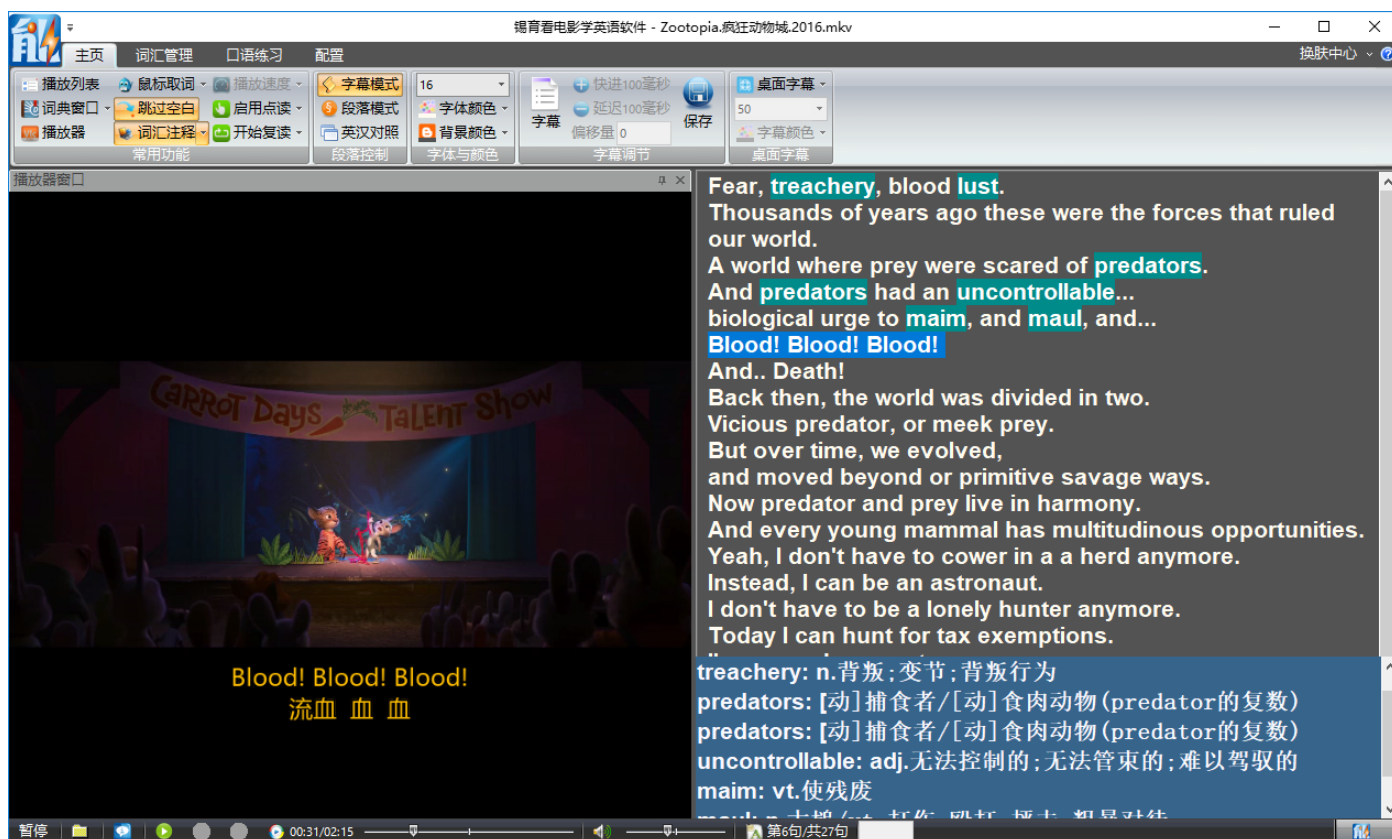 锡育看电影学英语软件 - Zootopia.疯狂动物城.2016.mkv
主页 词汇管理 口语练习 配置 换肤中心
播放列表 鼠标取词 播放速度 字幕模式 16 快进100毫秒 桌面字幕
词典窗口 跳过空白 启用点读 段落模式 字体颜色 字幕 延迟100毫秒 保存 50
播放器 词汇注释 开始复读 英汉对照 背景颜色 偏移量 0 字幕颜色
常用功能 段落控制 字体与颜色 字幕调节 桌面字幕
播放器窗口
CARROT DAYS TALENT SHOW
Blood! Blood! Blood!
流血 血 血
Fear, treachery, blood lust.
Thousands of years ago these were the forces that ruled
our world.
A world where prey were scared of predators.
And predators had an uncontrollable...
biological urge to maim, and maul, and...
Blood! Blood! Blood!
And.. Death!
Back then, the world was divided in two.
Vicious predator, or meek prey.
But over time, we evolved,
and moved beyond or primitive savage ways.
Now predator and prey live in harmony.
And every young mammal has multitudinous opportunities.
Yeah, I don't have to cower in a a herd anymore.
Instead, I can be an astronaut.
I don't have to be a lonely hunter anymore.
Today I can hunt for tax exemptions.
treachery: n.背叛;变节;背叛行为
predators: [动]捕食者/[动]食肉动物(predator的复数)
predators: [动]捕食者/[动]食肉动物(predator的复数)
uncontrollable: adj.无法控制的;无法管束的;难以驾驭的
maim: vt.使残废
暂停 00:31/02:15 第6句/共27句